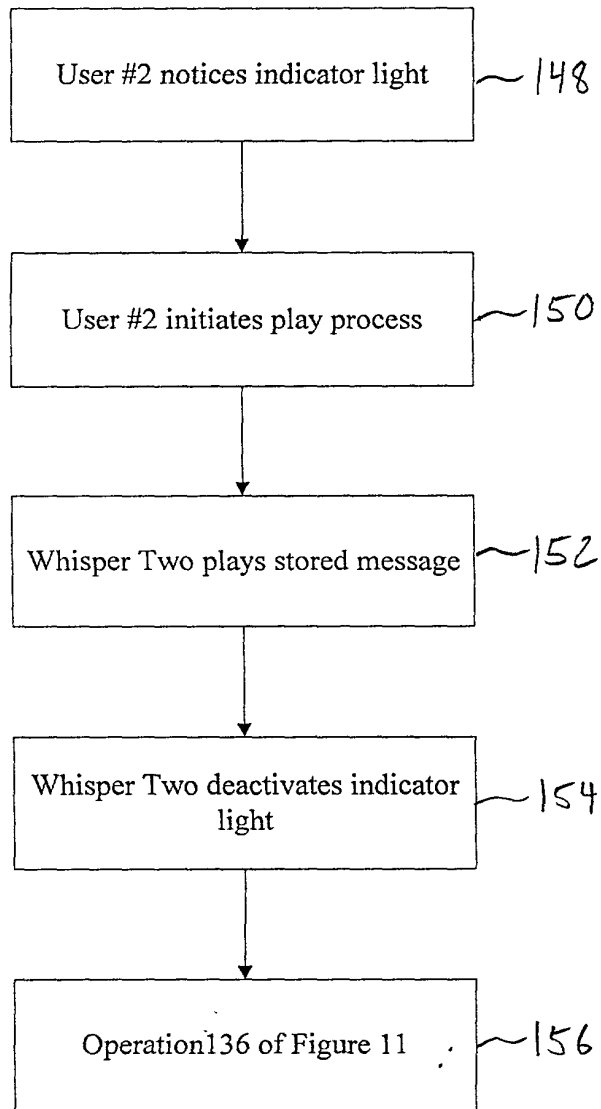 User #2 notices indicator light
148
User #2 initiates play process
150
Whisper Two plays stored message
152
Whisper Two deactivates indicator
light
154
Operation136 of Figure 11
156